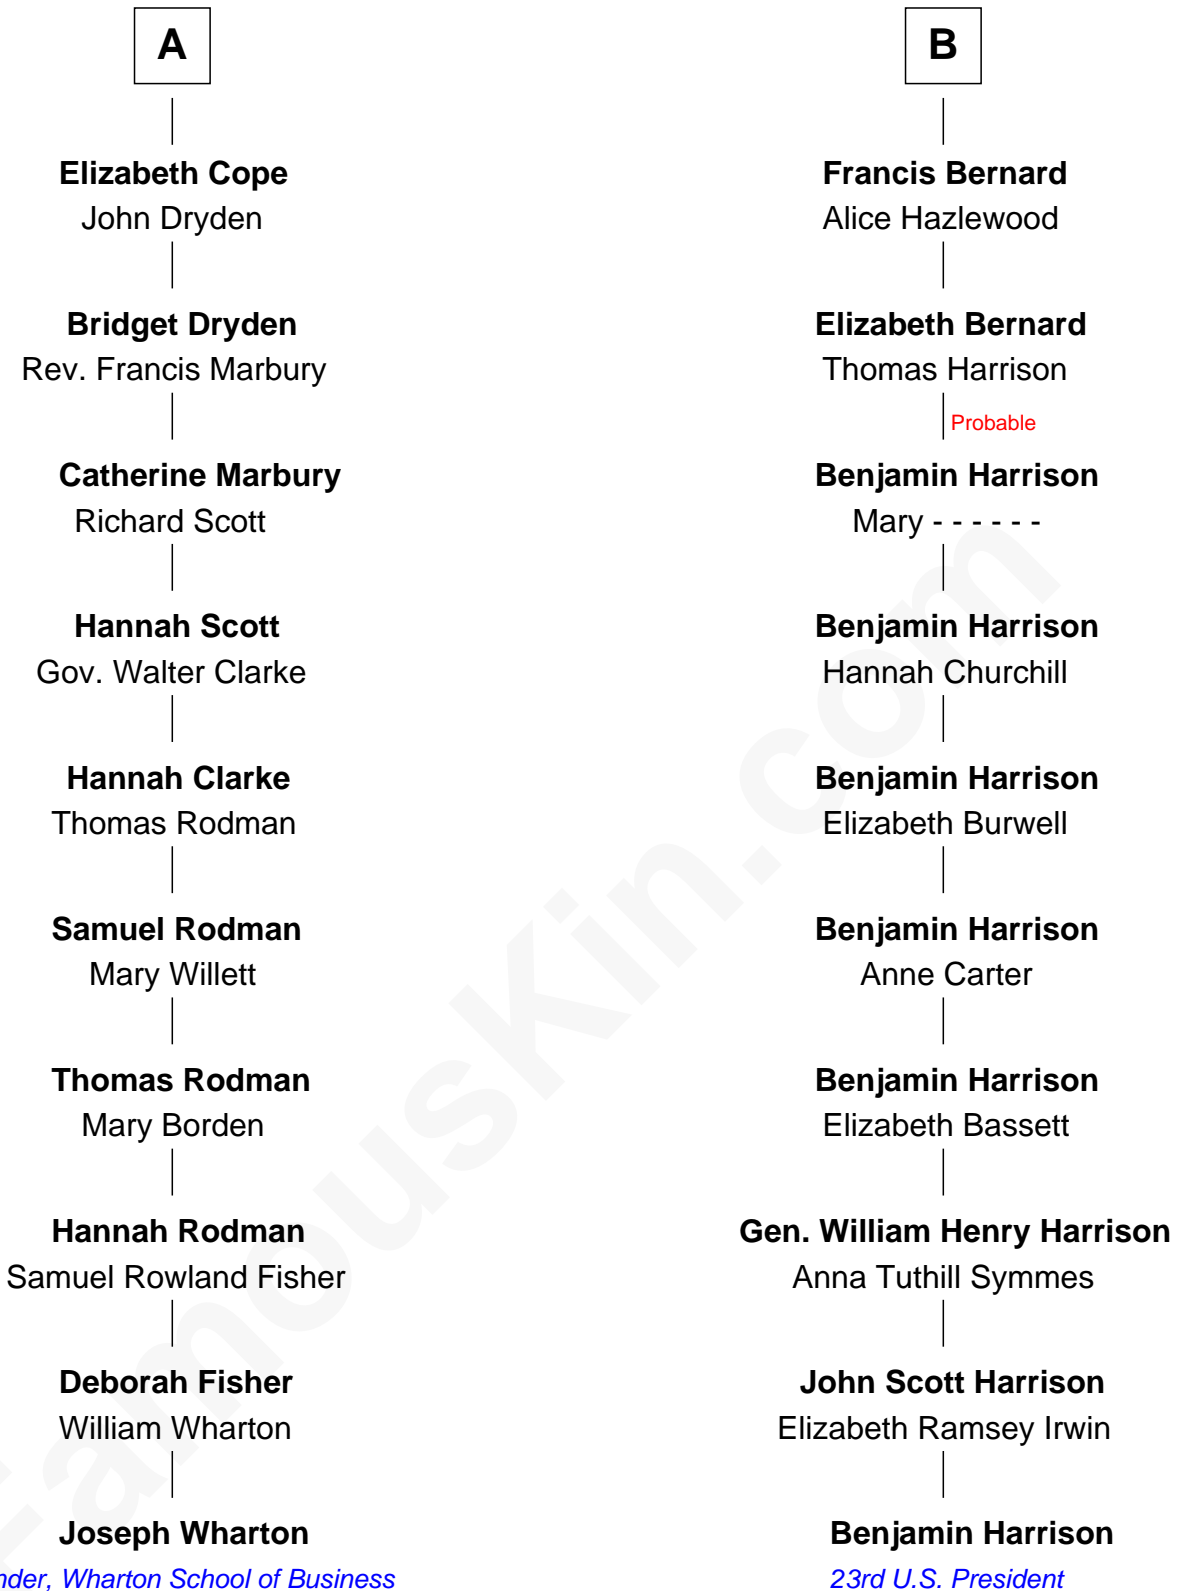 A
Elizabeth Cope
John Dryden
Bridget Dryden
Rev. Francis Marbury
Catherine Marbury
Richard Scott
Hannah Scott
Gov. Walter Clarke
Hannah Clarke
Thomas Rodman
Samuel Rodman
Mary Willett
Thomas Rodman
Mary Borden
Hannah Rodman
Samuel Rowland Fisher
Deborah Fisher
William Wharton
Joseph Wharton
nder, Wharton School of Business
B
Francis Bernard
Alice Hazlewood
Elizabeth Bernard
Thomas Harrison
Probable
Benjamin Harrison
Mary - - - - - -
Benjamin Harrison
Hannah Churchill
Benjamin Harrison
Elizabeth Burwell
Benjamin Harrison
Anne Carter
Benjamin Harrison
Elizabeth Bassett
Gen. William Henry Harrison
Anna Tuthill Symmes
John Scott Harrison
Elizabeth Ramsey Irwin
Benjamin Harrison
23rd U.S. President
FamousKin.com